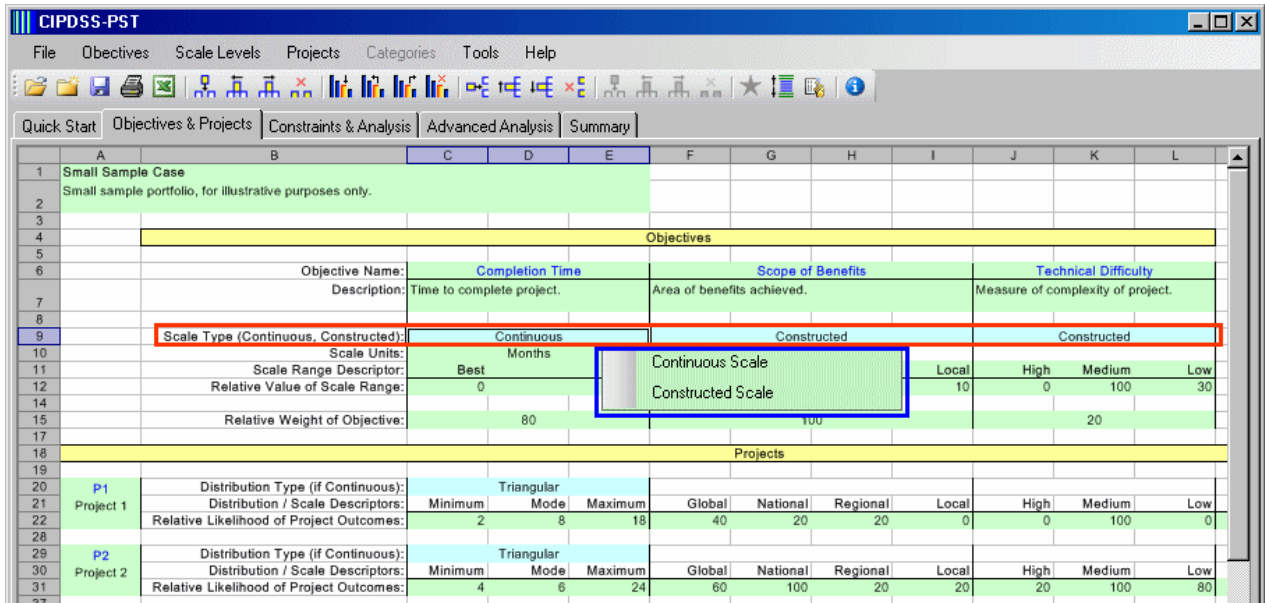 CIPDSS-PST
File Obectives Scale Levels Projects Categories Tools Help
Quick Start Objectives & Projects Constraints & Analysis Advanced Analysis Summary
A B C D E F G H I J K L
1 Small Sample Case
2 Small sample portfolio, for illustrative purposes only.
3
4 Objectives
5
6 Objective Name: Completion Time Scope of Benefits Technical Difficulty
7 Description: Time to complete project. Area of benefits achieved. Measure of complexity of project.
8
9 Scale Type (Continuous, Constructed): Continuous Constructed Constructed
10 Scale Units: Months
Continuous Scale
11 Scale Range Descriptor: Best Local High Medium Low
12 Relative Value of Scale Range: 0 10 0 100 30
Constructed Scale
14
15 Relative Weight of Objective: 80 100 20
17
18 Projects
19
20 P1 Distribution Type (if Continuous): Triangular
21 Project 1 Distribution / Scale Descriptors: Minimum Mode Maximum Global National Regional Local High Medium Low
22 Relative Likelihood of Project Outcomes: 2 8 18 40 20 20 0 0 100 0
28
29 P2 Distribution Type (if Continuous): Triangular
30 Project 2 Distribution / Scale Descriptors: Minimum Mode Maximum Global National Regional Local High Medium Low
31 Relative Likelihood of Project Outcomes: 4 6 24 60 100 20 20 20 100 80
37